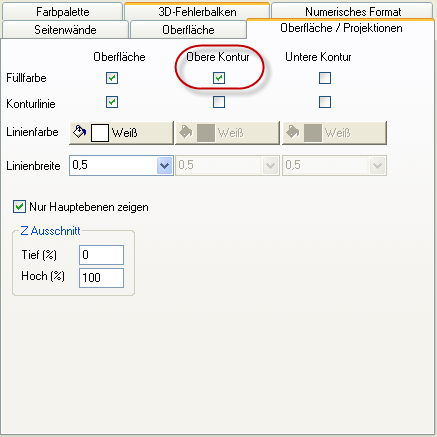 Farbpalette 3D-Fehlerbalken Numerisches Format
Seitenwände Oberfläche Oberfläche / Projektionen
Oberfläche Obere Kontur Untere Kontur
Füllfarbe
Konturlinie
Linienfarbe Weiß Weiß Weiß
Linienbreite 0,5 0,5 0,5
Nur Hauptebenen zeigen
Z Ausschnitt
Tief (%) 0
Hoch (%) 100